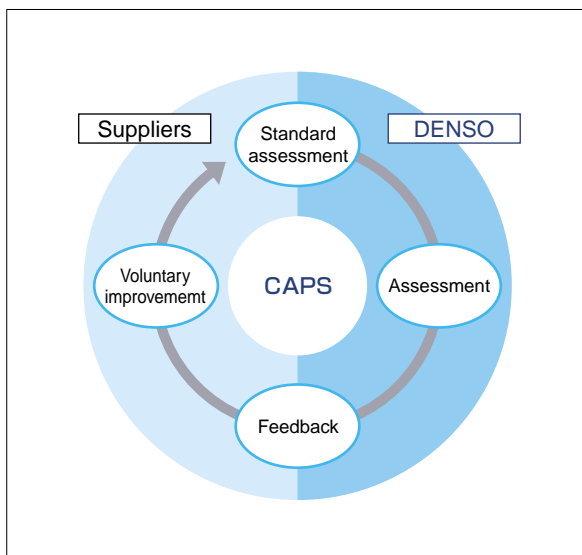 Suppliers
DENSO
Standard
assessment
Voluntary
improvememt
CAPS
Assessment
Feedback